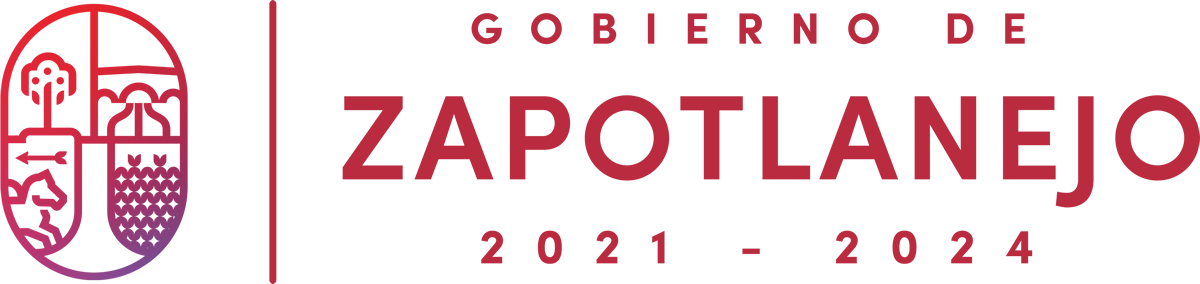 GOBIERNO DE
ZAPOTLANEJO
2021 - 2024